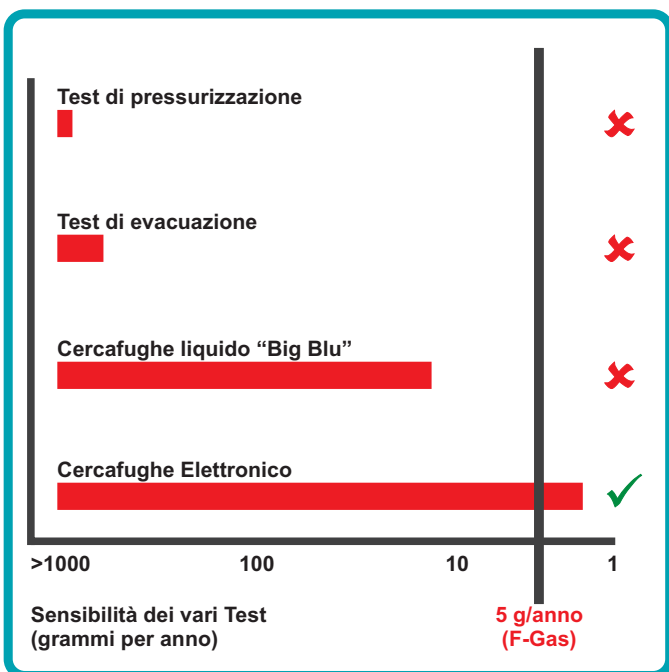 Test di pressurizzazione
Test di evacuazione
Cercafughe liquido “Big Blu”
Cercafughe Elettronico
>1000 100 10 1
Sensibilità dei vari Test
(grammi per anno)
5 g/anno
(F-Gas)